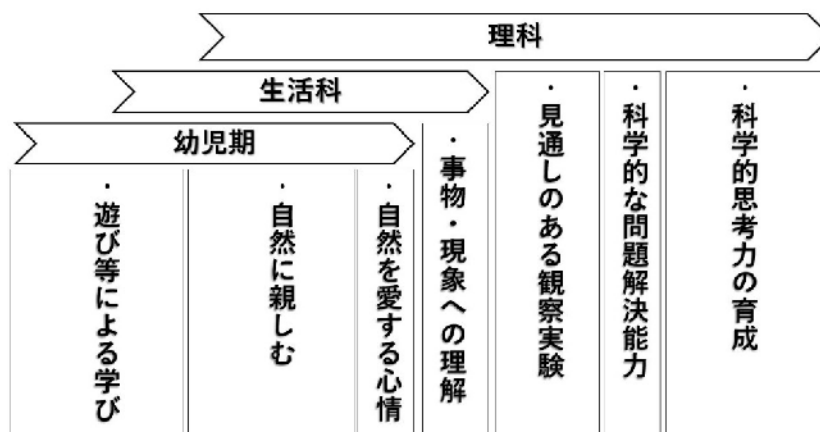 理科
生活科
幼児期
・遊び等による学び
・自然に親しむ
・自然を愛する心情
・事物・現象への理解
・見通しのある観察実験
・科学的な問題解決能力
・科学的思考力の育成